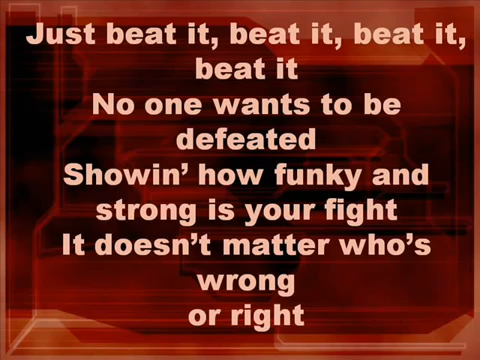 Just beat it, beat it, beat it,
beat it
No one wants to be
defeated
Showin’ how funky and
strong is your fight
It doesn’t matter who’s
wrong
or right